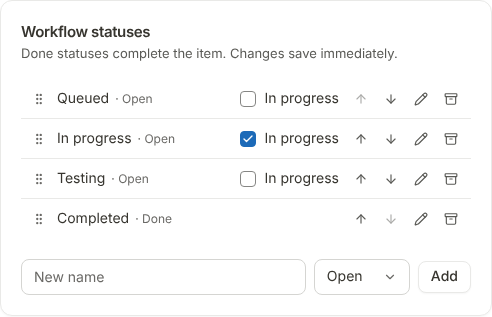 Workflow statuses
Done statuses complete the item. Changes save immediately.
Queued · Open In progress
In progress · Open In progress
Testing · Open In progress
Completed · Done
New name Open Add